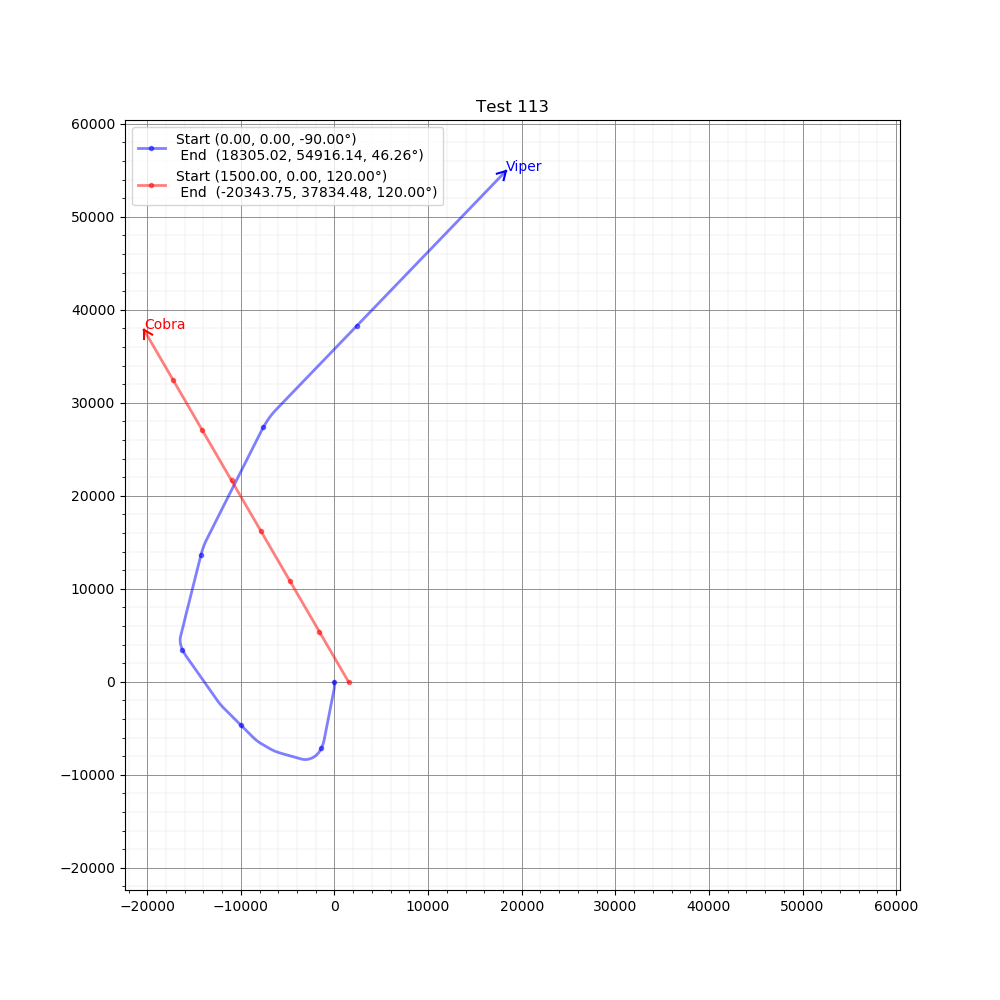 Test 113
Start (0.00, 0.00, -90.00°)
End  (18305.02, 54916.14, 46.26°)
Start (1500.00, 0.00, 120.00°)
End  (-20343.75, 37834.48, 120.00°)
Viper
Cobra
60000
50000
40000
30000
20000
10000
0
−10000
−20000
−20000 −10000 0 10000 20000 30000 40000 50000 60000